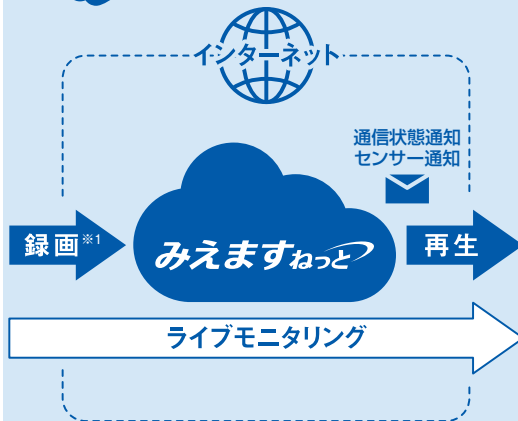 インターネット
通信状態通知
センサー通知
録画※1
みえますねっと
再生
ライブモニタリング